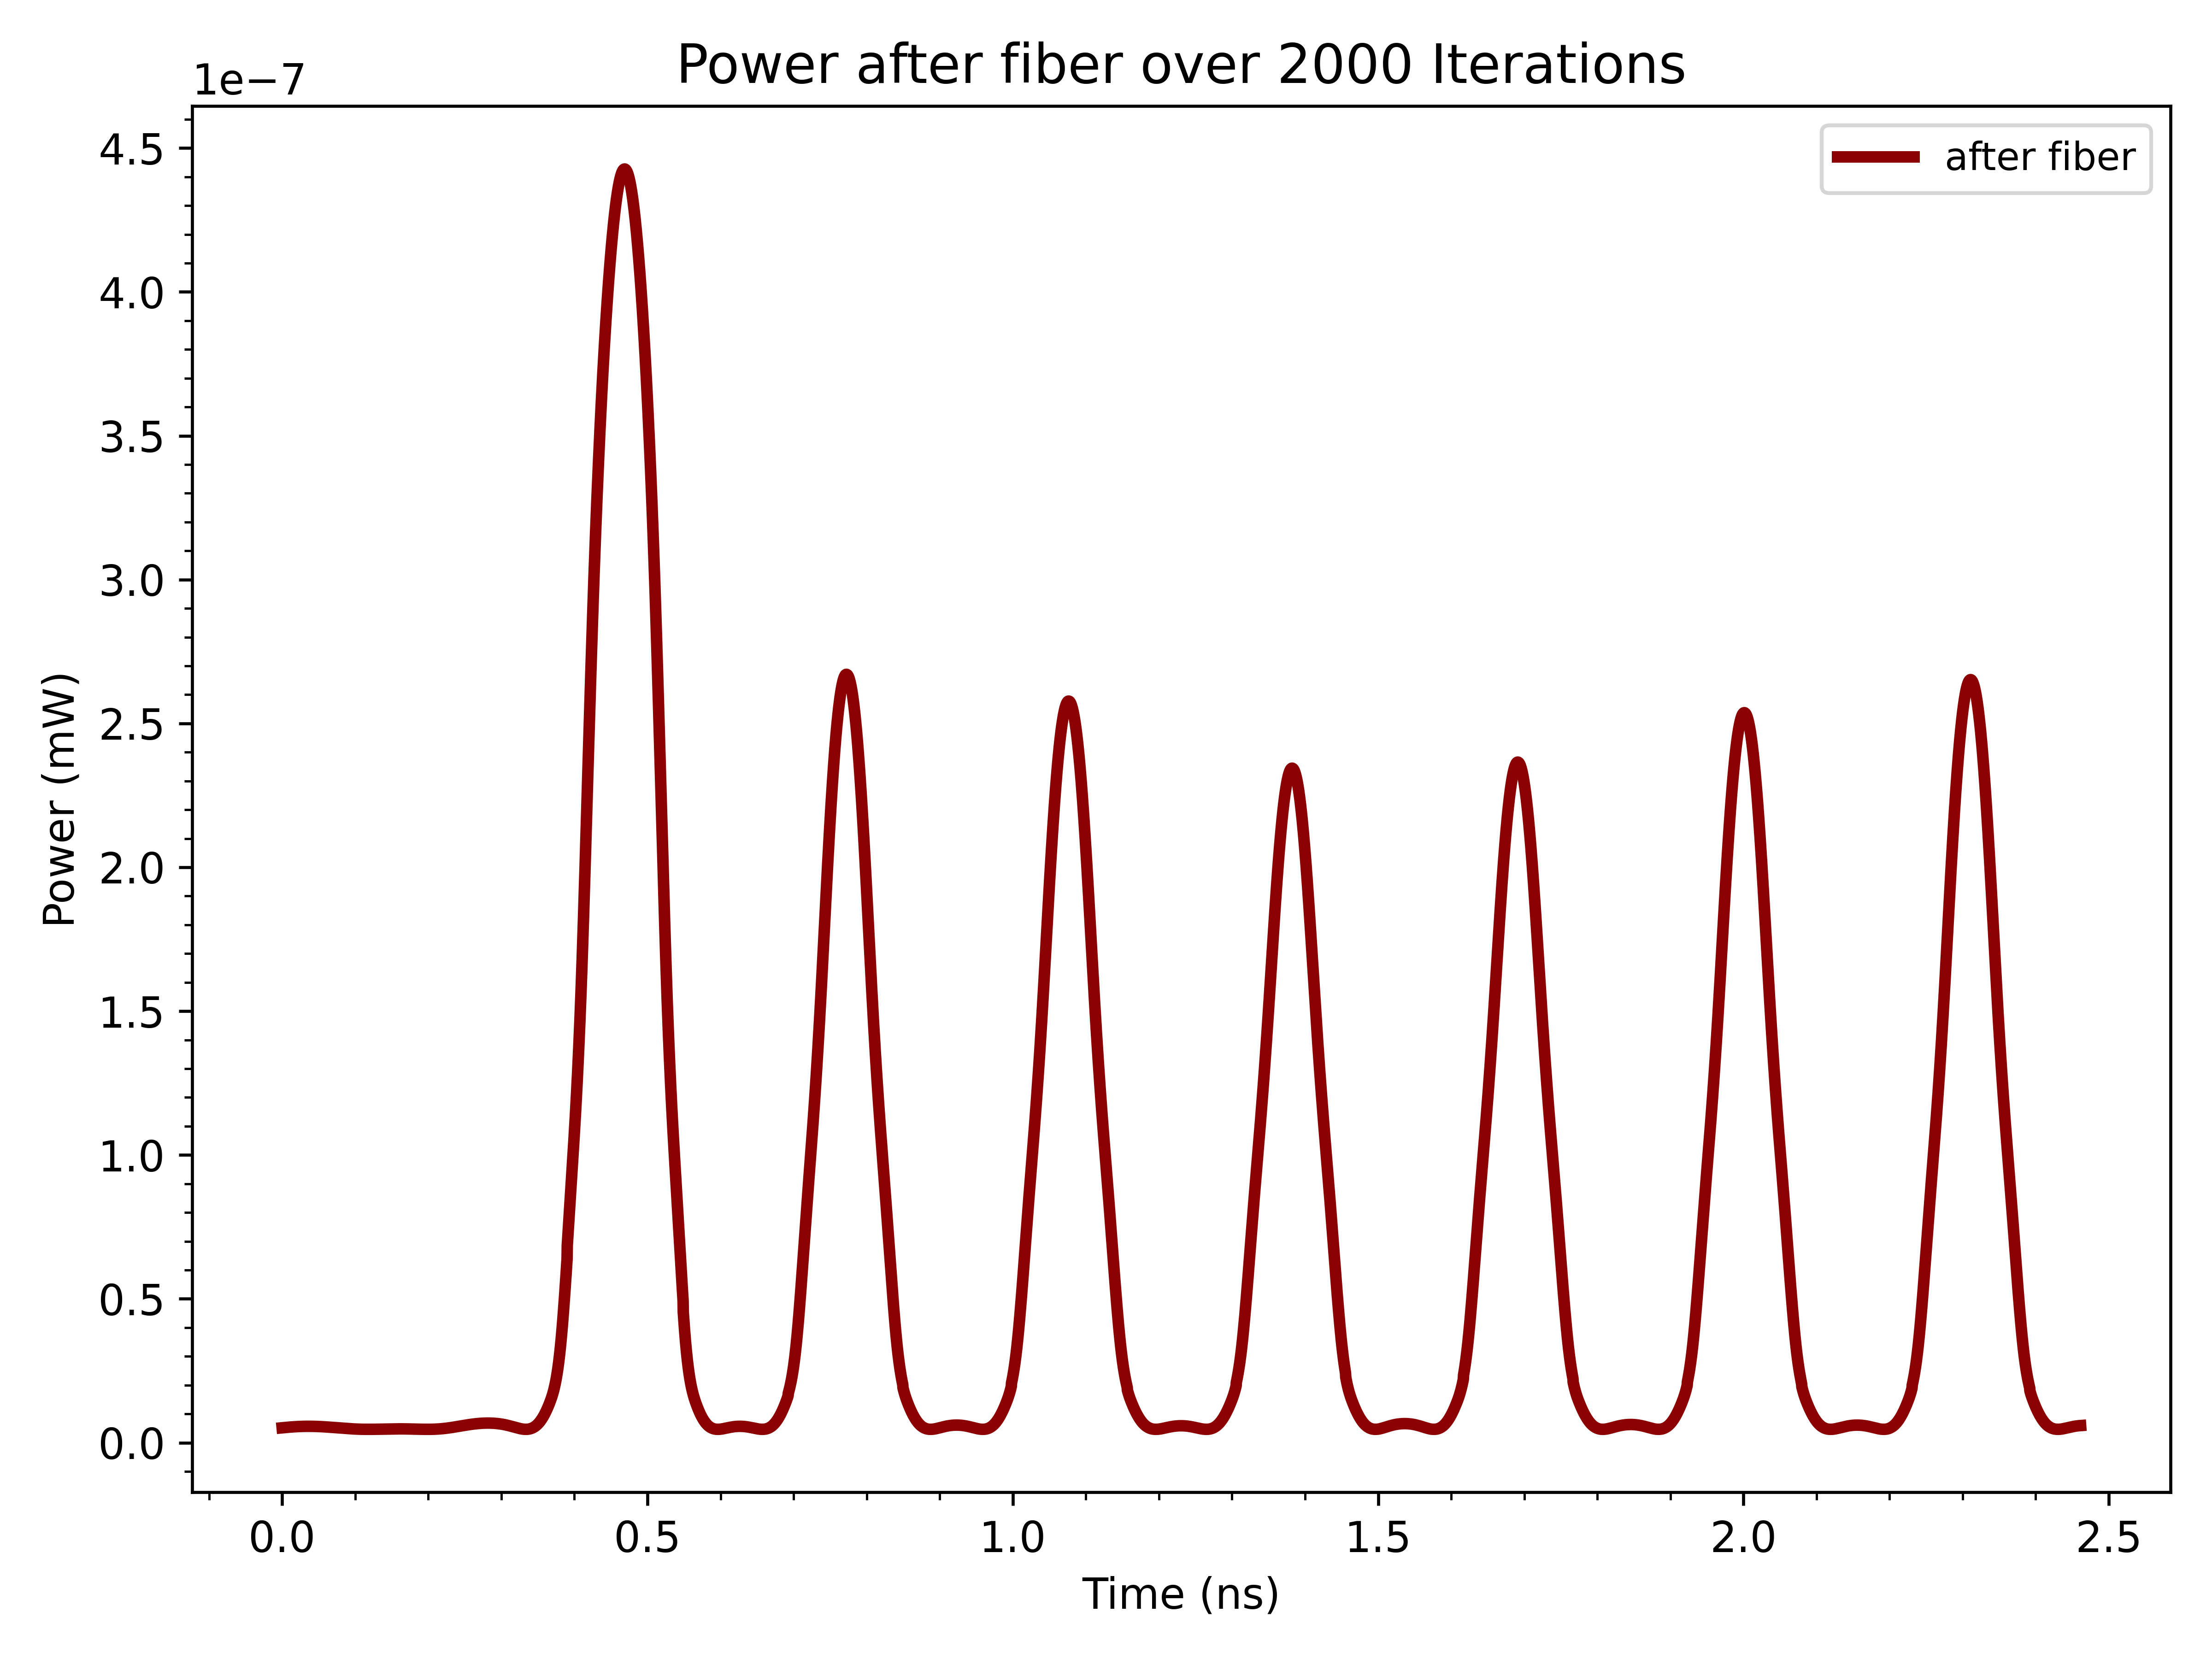 Power after fiber over 2000 Iterations
1e−7
after fiber
4.5
4.0
3.5
3.0
2.5
2.0
1.5
1.0
0.5
0.0
Power (mW)
0.0 0.5 1.0 1.5 2.0 2.5
Time (ns)